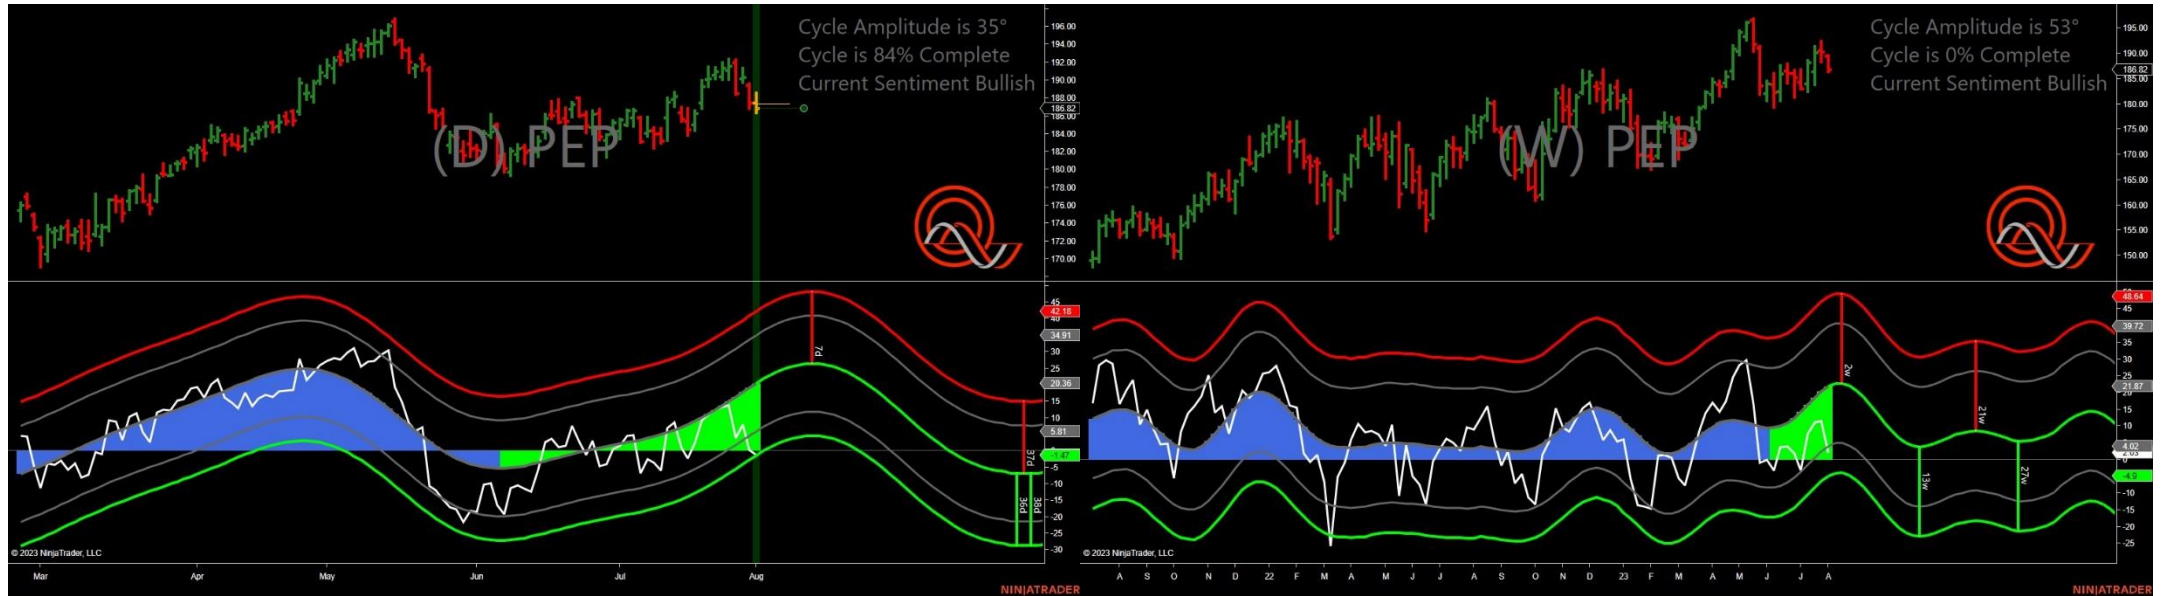 Cycle Amplitude is 35°
Cycle is 84% Complete
Current Sentiment Bullish
(D) PEP
196.00
194.00
192.00
190.00
188.00
186.82
186.00
184.00
182.00
180.00
178.00
176.00
174.00
172.00
170.00
45
42.18
40
34.91
30
25
20.36
15
10
5.81
-1.47
-5
-10
-15
-20
-25
-30
7d
37d
36d
38d
© 2023 NinjaTrader, LLC
Mar Apr May Jun Jul Aug
NINJATRADER
Cycle Amplitude is 53°
Cycle is 0% Complete
Current Sentiment Bullish
(W) PEP
195.00
190.00
186.82
185.00
180.00
175.00
170.00
165.00
160.00
155.00
150.00
48.64
45
39.72
35
30
25
21.87
15
10
4.02
2.03
-4.9
-10
-15
-20
-25
2w
21w
13w
27w
© 2023 NinjaTrader, LLC
A S O N D 22 F M A M J J A S O N D 23 F M A M J J A
NINJATRADER